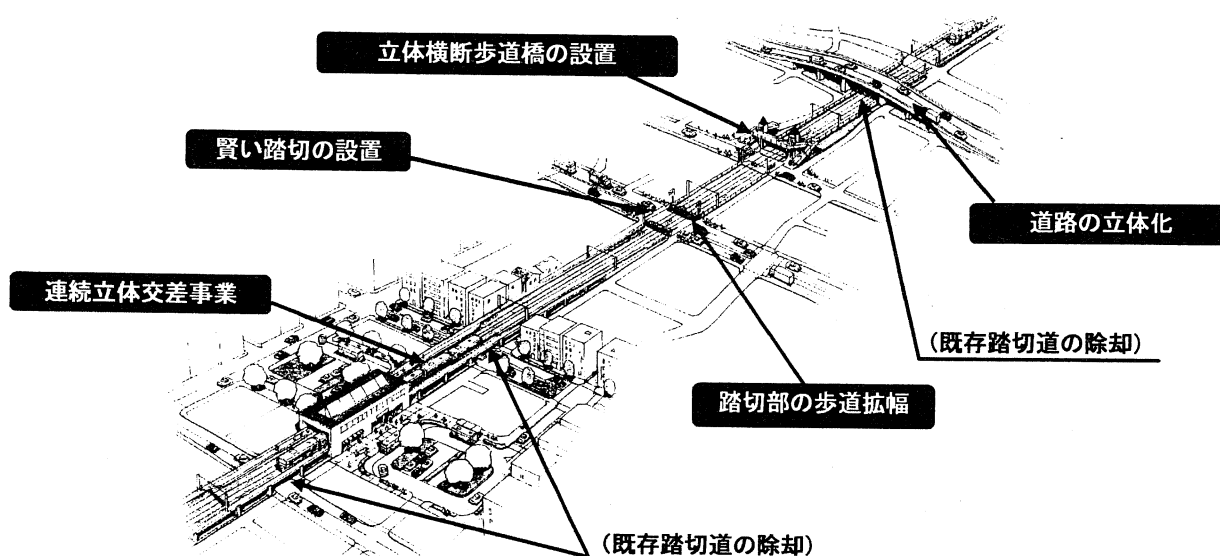 立体横断歩道橋の設置
賢い踏切の設置
道路の立体化
連続立体交差事業
(既存踏切道の除却)
踏切部の歩道拡幅
(既存踏切道の除却)